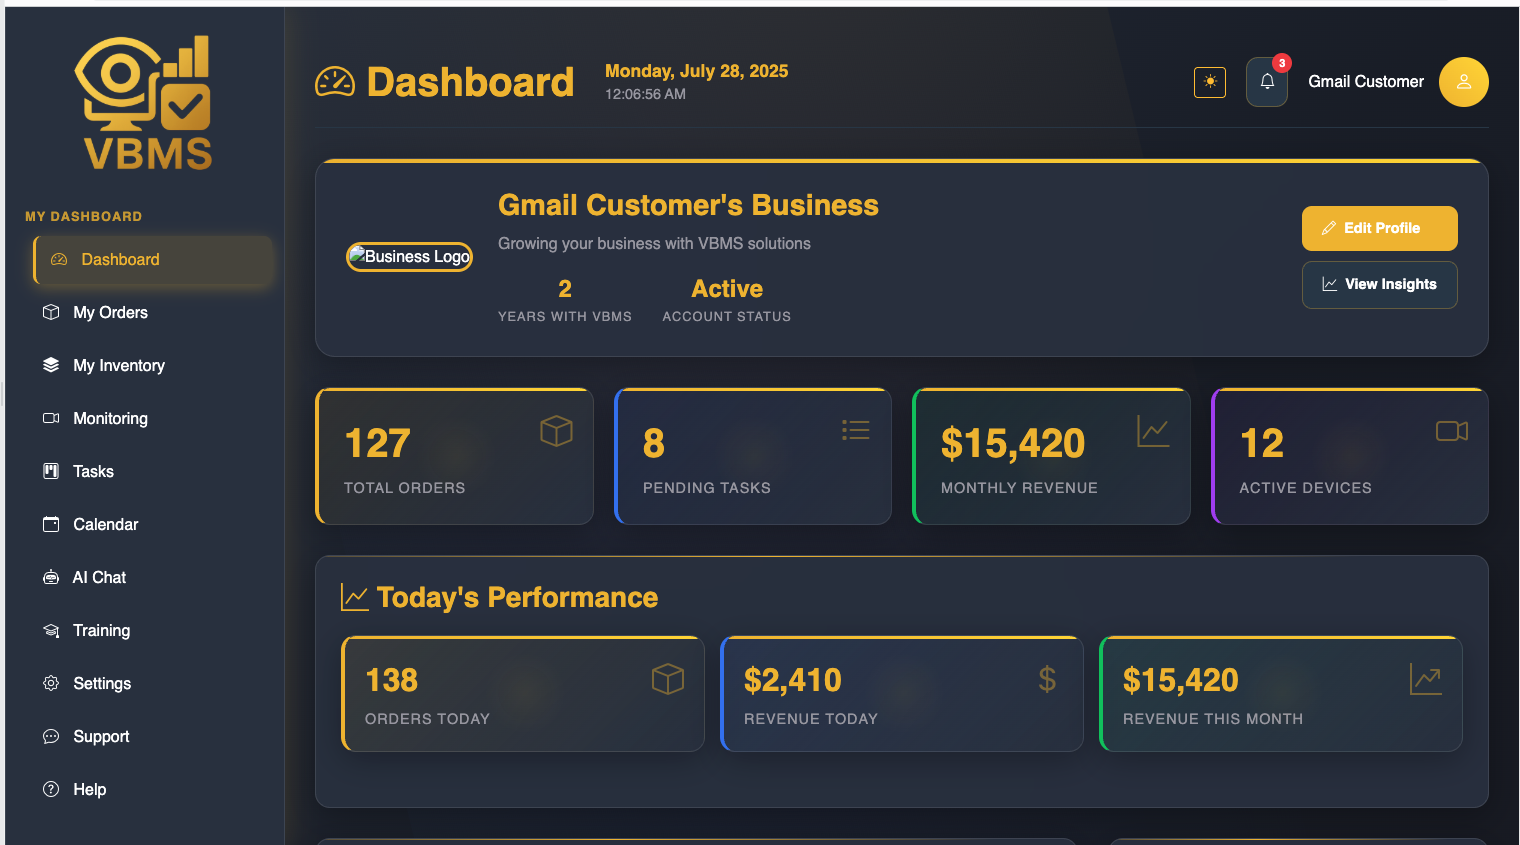 VBMS
MY DASHBOARD
Dashboard
My Orders
My Inventory
Monitoring
Tasks
Calendar
AI Chat
Training
Settings
Support
Help
Dashboard
Monday, July 28, 2025
12:06:56 AM
3
Gmail Customer
Business Logo
Gmail Customer's Business
Growing your business with VBMS solutions
2
YEARS WITH VBMS
Active
ACCOUNT STATUS
Edit Profile
View Insights
127
TOTAL ORDERS
8
PENDING TASKS
$15,420
MONTHLY REVENUE
12
ACTIVE DEVICES
Today's Performance
138
ORDERS TODAY
$2,410
REVENUE TODAY
$
$15,420
REVENUE THIS MONTH